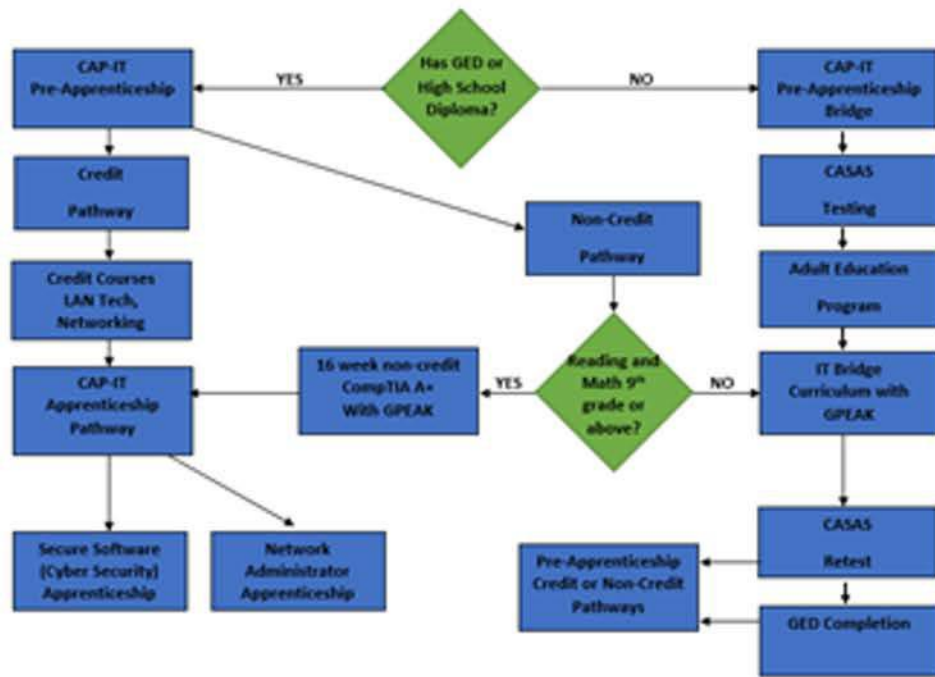 CAP-IT
Pre-Apprenticeship
YES
Has GED or
High School
Diploma?
NO
CAP-IT
Pre-Apprenticeship
Bridge
Credit
Pathway
Non-Credit
Pathway
CASAS
Testing
Credit Courses
LAN Tech,
Networking
Adult Education
Program
CAP-IT
Apprenticeship
Pathway
16 week non-credit
CompTIA A+
With GPEAK
YES
Reading and
Math 9th
grade or
above?
NO
IT Bridge
Curriculum with
GPEAK
Secure Software
(Cyber Security)
Apprenticeship
Network
Administrator
Apprenticeship
Pre-Apprenticeship
Credit or Non-Credit
Pathways
CASAS
Retest
GED Completion